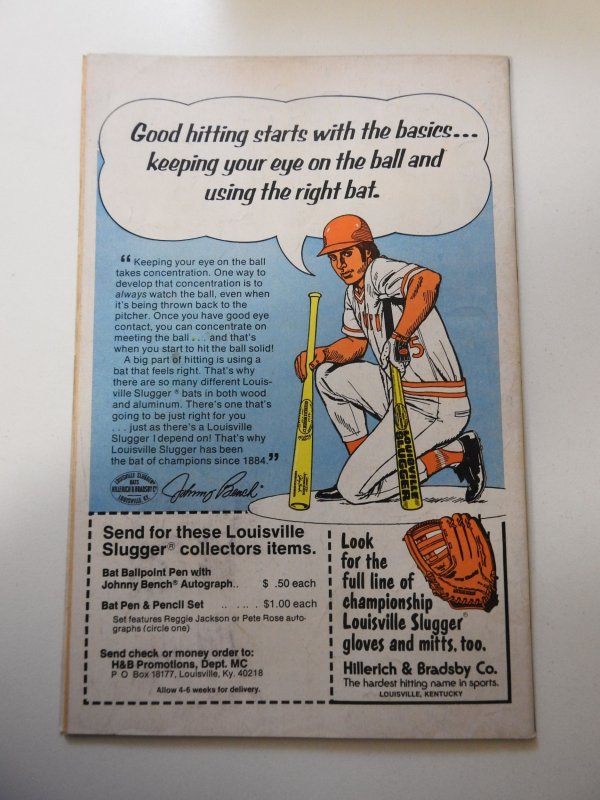 Good hitting starts with the basics...
keeping your eye on the ball and
using the right bat.
“Keeping your eye on the ball
takes concentration. One way to
develop that concentration is to
always watch the ball, even when
it's being thrown back to the
pitcher. Once you have good eye
contact, you can concentrate on
meeting the ball . . . and that's
when you start to hit the ball solid!
A big part of hitting is using a
bat that feels right. That's why
there are so many different Louis-
ville Slugger® bats in both wood
and aluminum. There's one that's
going to be just right for you
. . . just as there's a Louisville
Slugger I depend on! That's why
Louisville Slugger has been
the bat of champions since 1884.”
LOUISVILLE SLUGGER
BATS
HILLERICH & BRADSBY Co
LOUISVILLE, KY.
Johnny Bench
5
LOUISVILLE
SLUGGER
Send for these Louisville
Slugger® collectors items.
Bat Ballpoint Pen with
Johnny Bench® Autograph.. $ .50 each
Bat Pen & Pencil Set .. .. .. $1.00 each
Set features Reggie Jackson or Pete Rose auto-
graphs (circle one)
Send check or money order to:
H&B Promotions, Dept. MC
P O Box 18177, Louisville, Ky. 40218
Allow 4-6 weeks for delivery.
Look
for the
full line of
championship
Louisville Slugger®
gloves and mitts, too.
Hillerich & Bradsby Co.
The hardest hitting name in sports.
LOUISVILLE, KENTUCKY